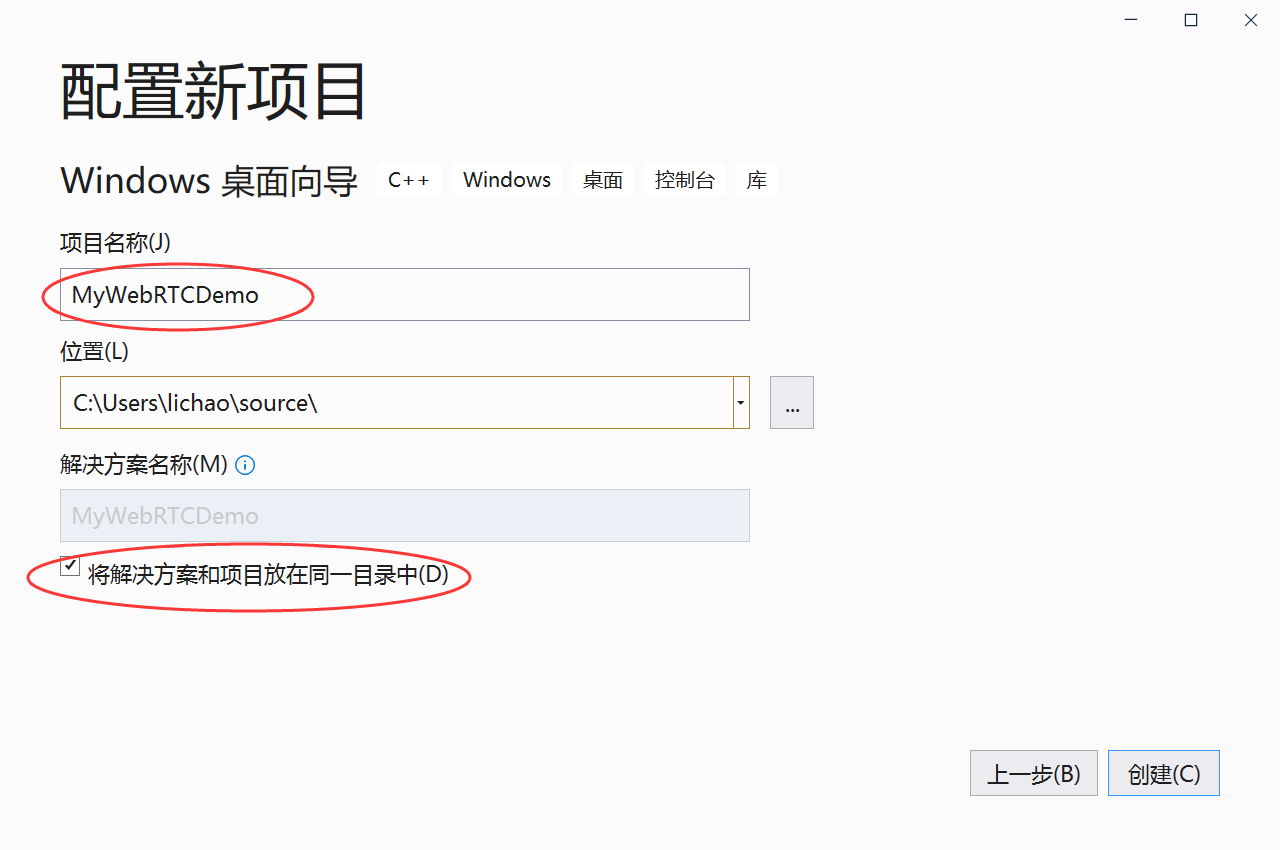 配置新项目
Windows 桌面向导 C++ Windows 桌面 控制台 库
项目名称(J)
MyWebRTCDemo
位置(L)
C:\Users\lichao\source\
...
解决方案名称(M)
MyWebRTCDemo
将解决方案和项目放在同一目录中(D)
上一步(B) 创建(C)